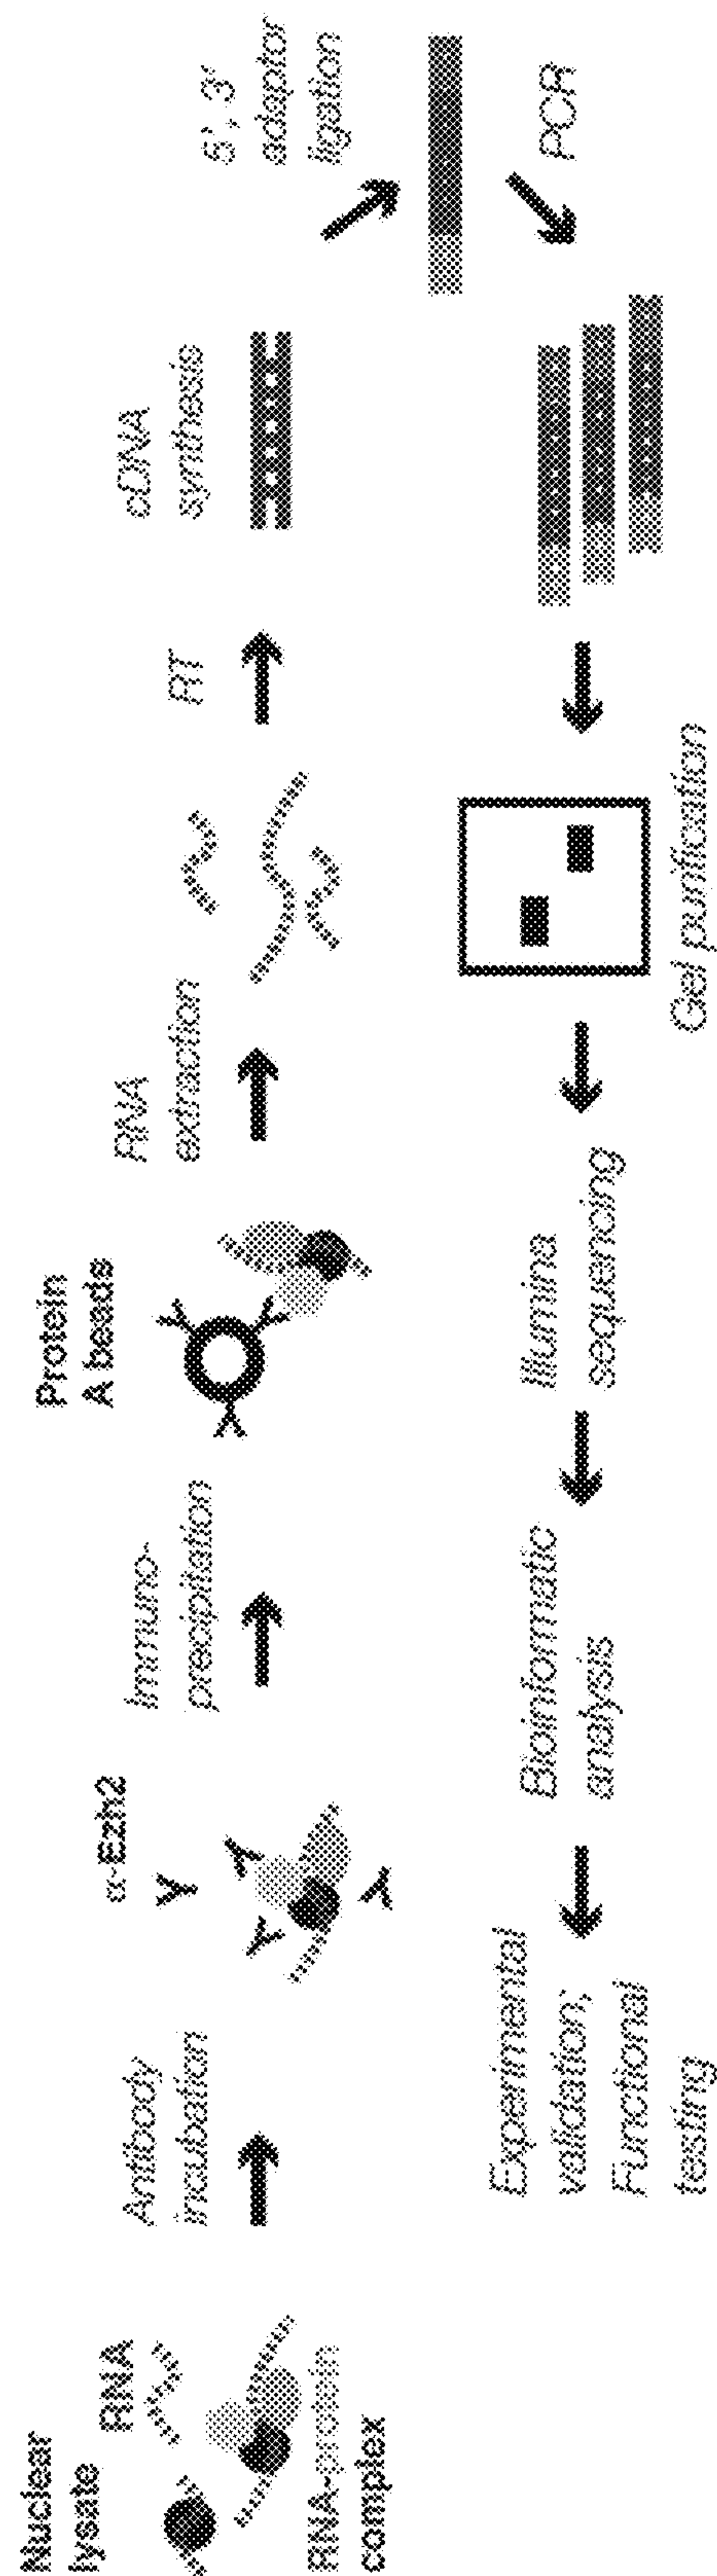 Nuclear
lysate
RNA
RNA-protein
complex
Antibody
incubation
α-Ezh2
Immuno-
precipitation
Protein
A beads
RNA
extraction
RT
cDNA
synthesis
5', 3'
adaptor
ligation
PCR
Gel purification
Illumina
sequencing
Bioinformatic
analysis
Experimental
validation;
Functional
testing